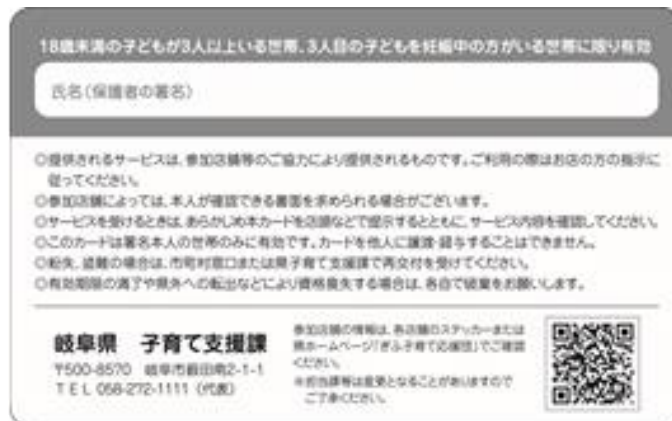 18歳未満の子どもが3人以上いる世帯、3人目の子どもを妊娠中の方がいる世帯に限り有効
氏名(保護者の署名)
◎提供されるサービスは、参加店舗等のご協力により提供されるものです。ご利用の際はお店の方の指示に
従ってください。
◎参加店舗によっては、本人が確認できる書面を求められる場合がございます。
◎サービスを受けるときは、あらかじめ本カードを店頭などで提示するとともに、サービス内容を確認してください。
◎このカードは署名本人の世帯のみに有効です。カードを他人に譲渡・貸与することはできません。
◎紛失、盗難の場合は、市町村窓口または県子育て支援課で再交付を受けてください。
◎有効期限の満了や県外への転出などにより資格喪失する場合は、各自で破棄をお願いします。
岐阜県 子育て支援課
〒500-8570 岐阜市薮田南2-1-1
TEL 058-272-1111(代表)
参加店舗の情報は、各店舗のステッカーまたは
県ホームページ「ぎふ子育て応援団」でご確認
ください。
※担当課等は変更となることがありますので
ご了承ください。